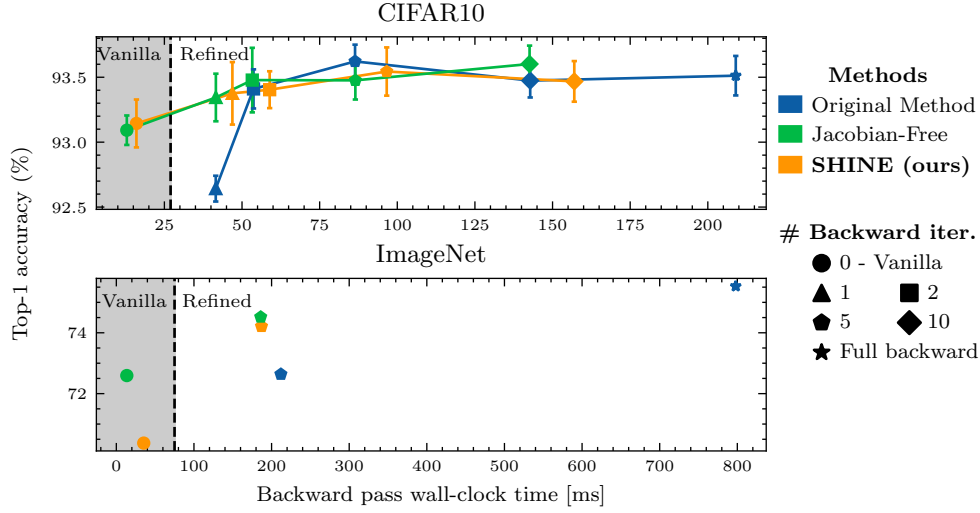 CIFAR10
Vanilla
Refined
93.5
93.0
92.5
25
50
75
100
125
150
175
200
ImageNet
Vanilla
Refined
74
72
0
100
200
300
400
500
600
700
800
Backward pass wall-clock time [ms]
Top-1 accuracy (%)
Methods
Original Method
Jacobian-Free
SHINE (ours)
# Backward iter.
0 - Vanilla
1
2
5
10
Full backward